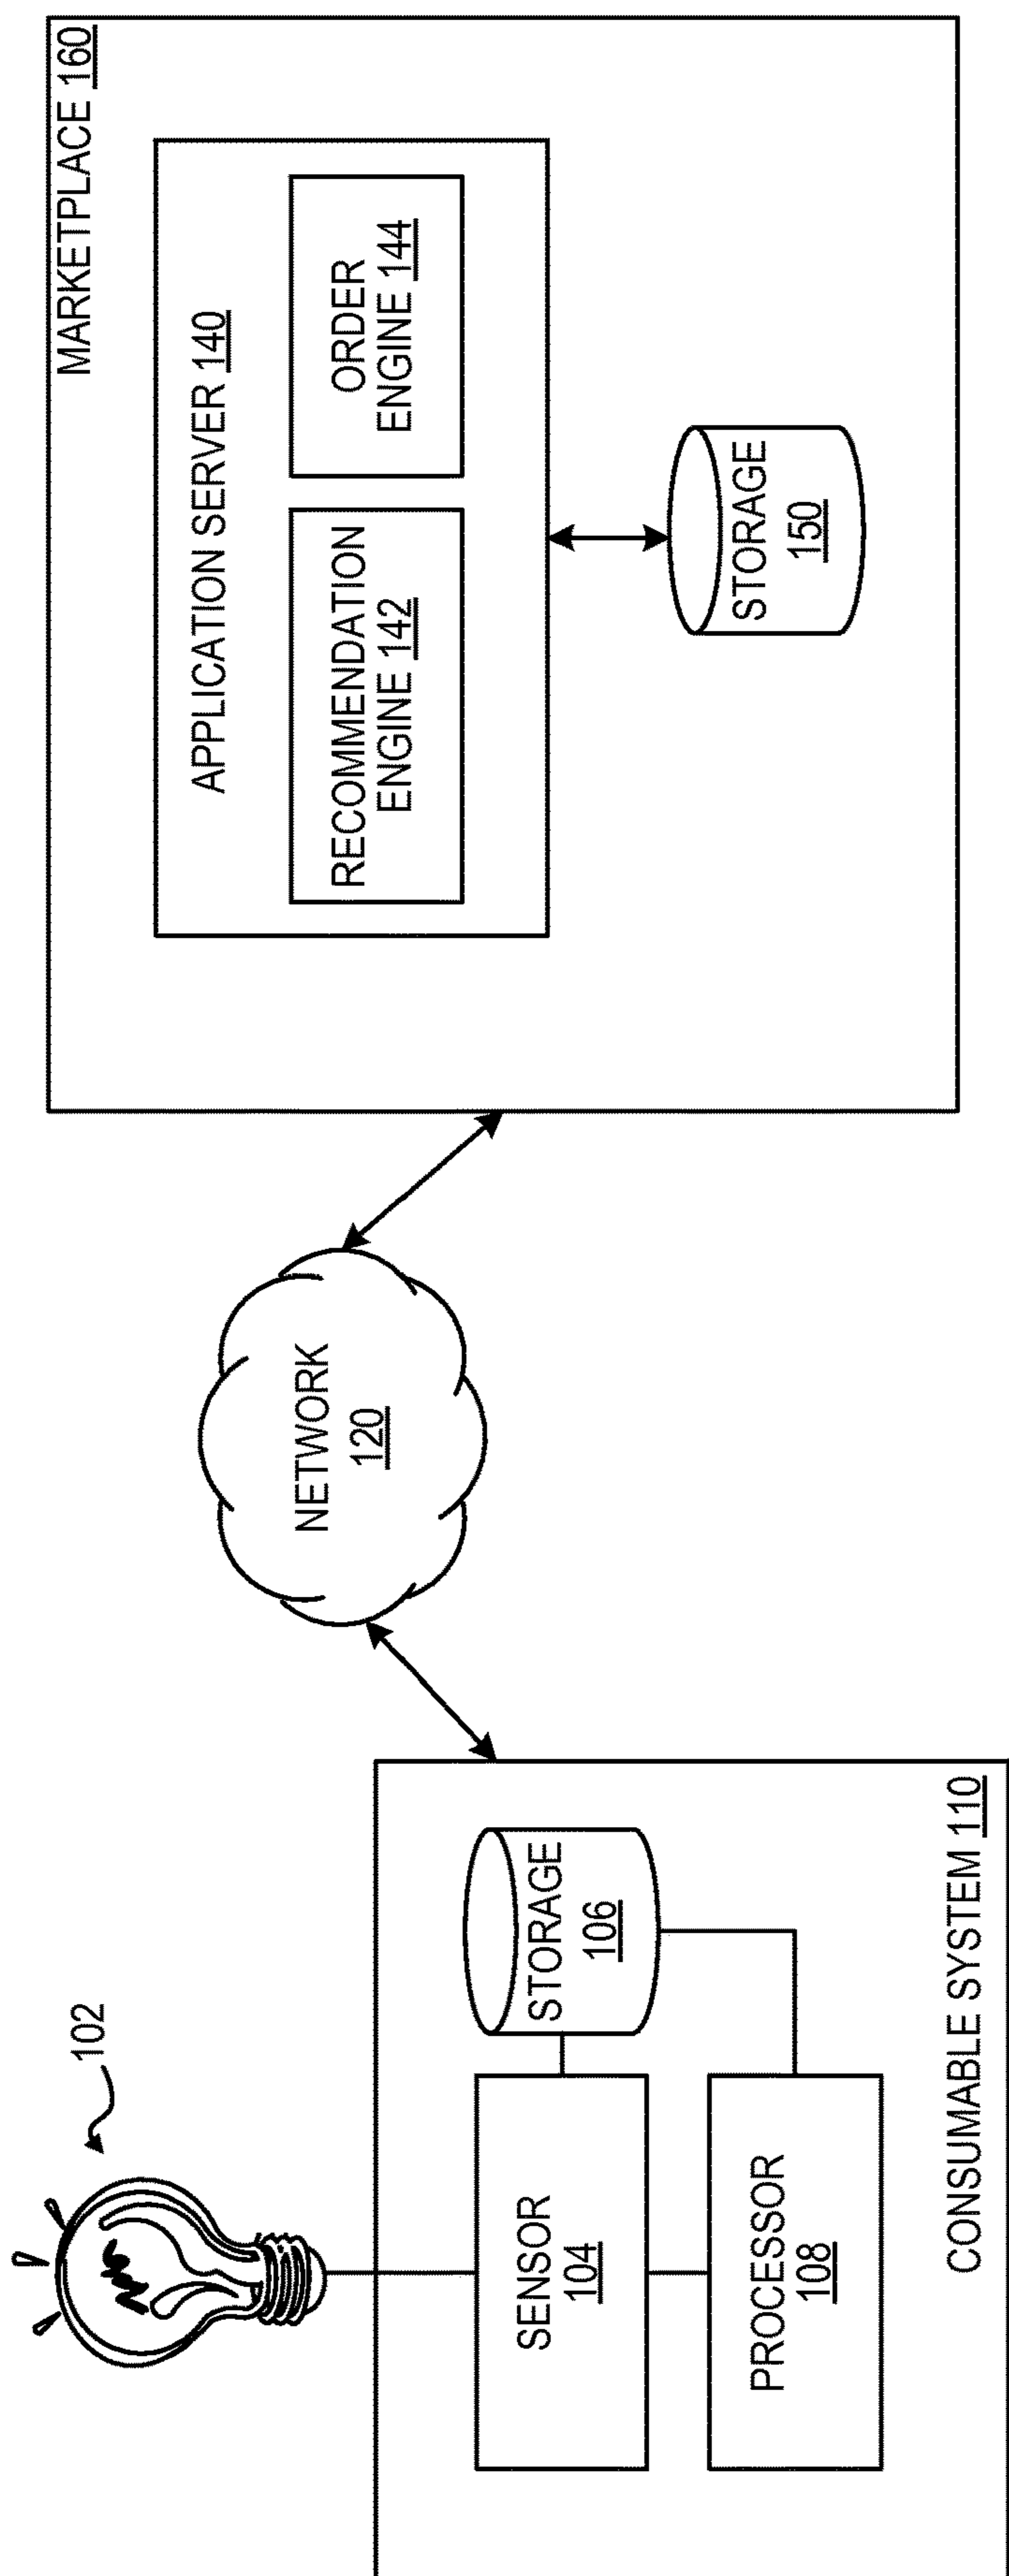 102
SENSOR
104
STORAGE
106
PROCESSOR
108
CONSUMABLE SYSTEM 110
NETWORK
120
MARKETPLACE 160
APPLICATION SERVER 140
RECOMMENDATION
ENGINE 142
ORDER
ENGINE 144
STORAGE
150